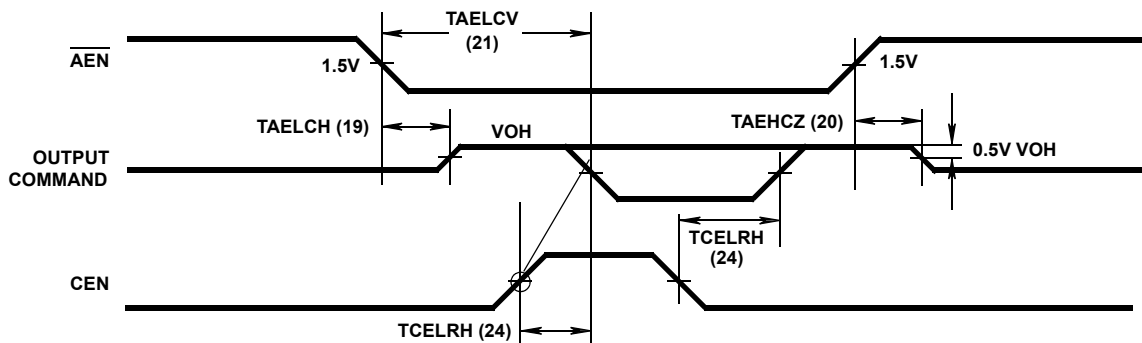 TAELCV
(21)
AEN
1.5V
1.5V
TAELCH (19)
VOH
TAEHCZ (20)
0.5V VOH
OUTPUT
COMMAND
TCELRH
(24)
CEN
TCELRH (24)